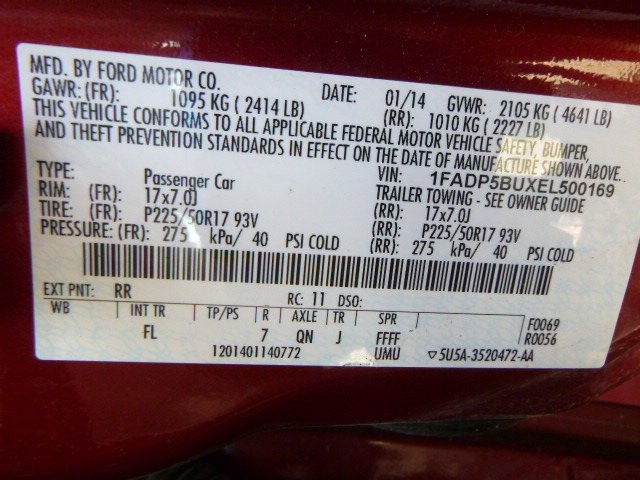 MFD. BY FORD MOTOR CO.
DATE: 01/14 GVWR: 2105 KG ( 4641 LB)
GAWR: (FR): 1095 KG ( 2414 LB) (RR): 1010 KG ( 2227 LB)
THIS VEHICLE CONFORMS TO ALL APPLICABLE FEDERAL MOTOR VEHICLE SAFETY, BUMPER,
AND THEFT PREVENTION STANDARDS IN EFFECT ON THE DATE OF MANUFACTURE SHOWN ABOVE.
VIN: 1FADP5BUXEL500169
TYPE: Passenger Car TRAILER TOWING - SEE OWNER GUIDE
RIM: (FR): 17x7.0J (RR): 17x7.0J
TIRE: (FR): P225/50R17 93V (RR): P225/50R17 93V
PRESSURE: (FR): 275 kPa/ 40 PSI COLD (RR): 275 kPa/ 40 PSI COLD
EXT PNT: RR RC: 11 DSO:
WB INT TR TP/PS R AXLE TR SPR F0069
FL 7 QN J FFFF R0056
1201401140772 UMU ▽5U5A-3520472-AA